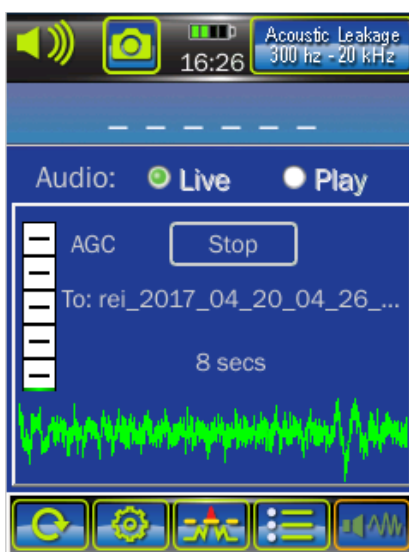 Acoustic Leakage
16:26 300 hz - 20 kHz
_ _ _ _ _ _
Audio: Live Play
AGC Stop
To: rei_2017_04_20_04_26_...
8 secs